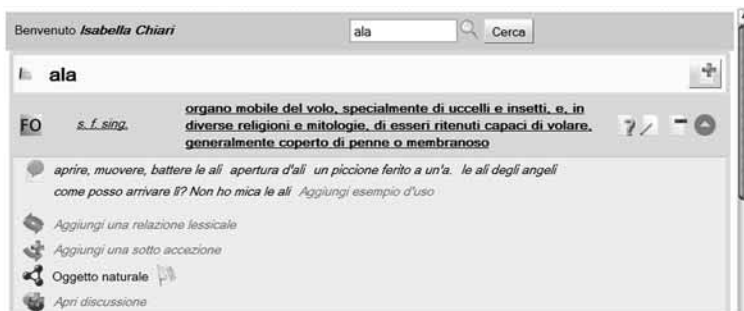 Benvenuto Isabella Chiari ala Cerca
ala
FO s. f. sing. organo mobile del volo, specialmente di uccelli e insetti, e, in
diverse religioni e mitologie, di esseri ritenuti capaci di volare,
generalmente coperto di penne o membranoso
aprire, muovere, battere le ali apertura d'ali un piccione ferito a un'a. le ali degli angeli
come posso arrivare lì? Non ho mica le ali Aggiungi esempio d'uso
Aggiungi una relazione lessicale
Aggiungi una sotto accezione
Oggetto naturale
Apri discussione